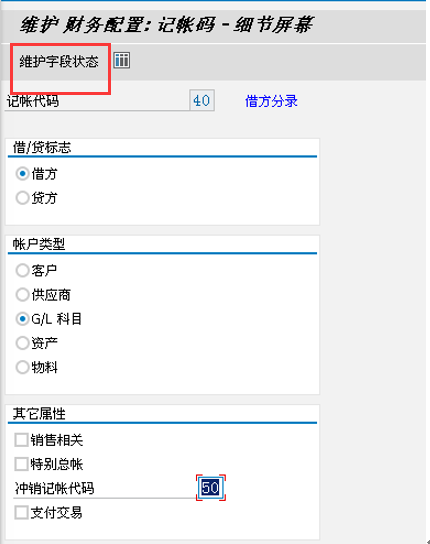 维护 财务配置: 记帐码 - 细节屏幕
维护字段状态
记帐代码 40 借方分录
借/贷标志
借方
贷方
帐户类型
客户
供应商
G/L 科目
资产
物料
其它属性
销售相关
特别总帐
冲销记帐代码 50
支付交易